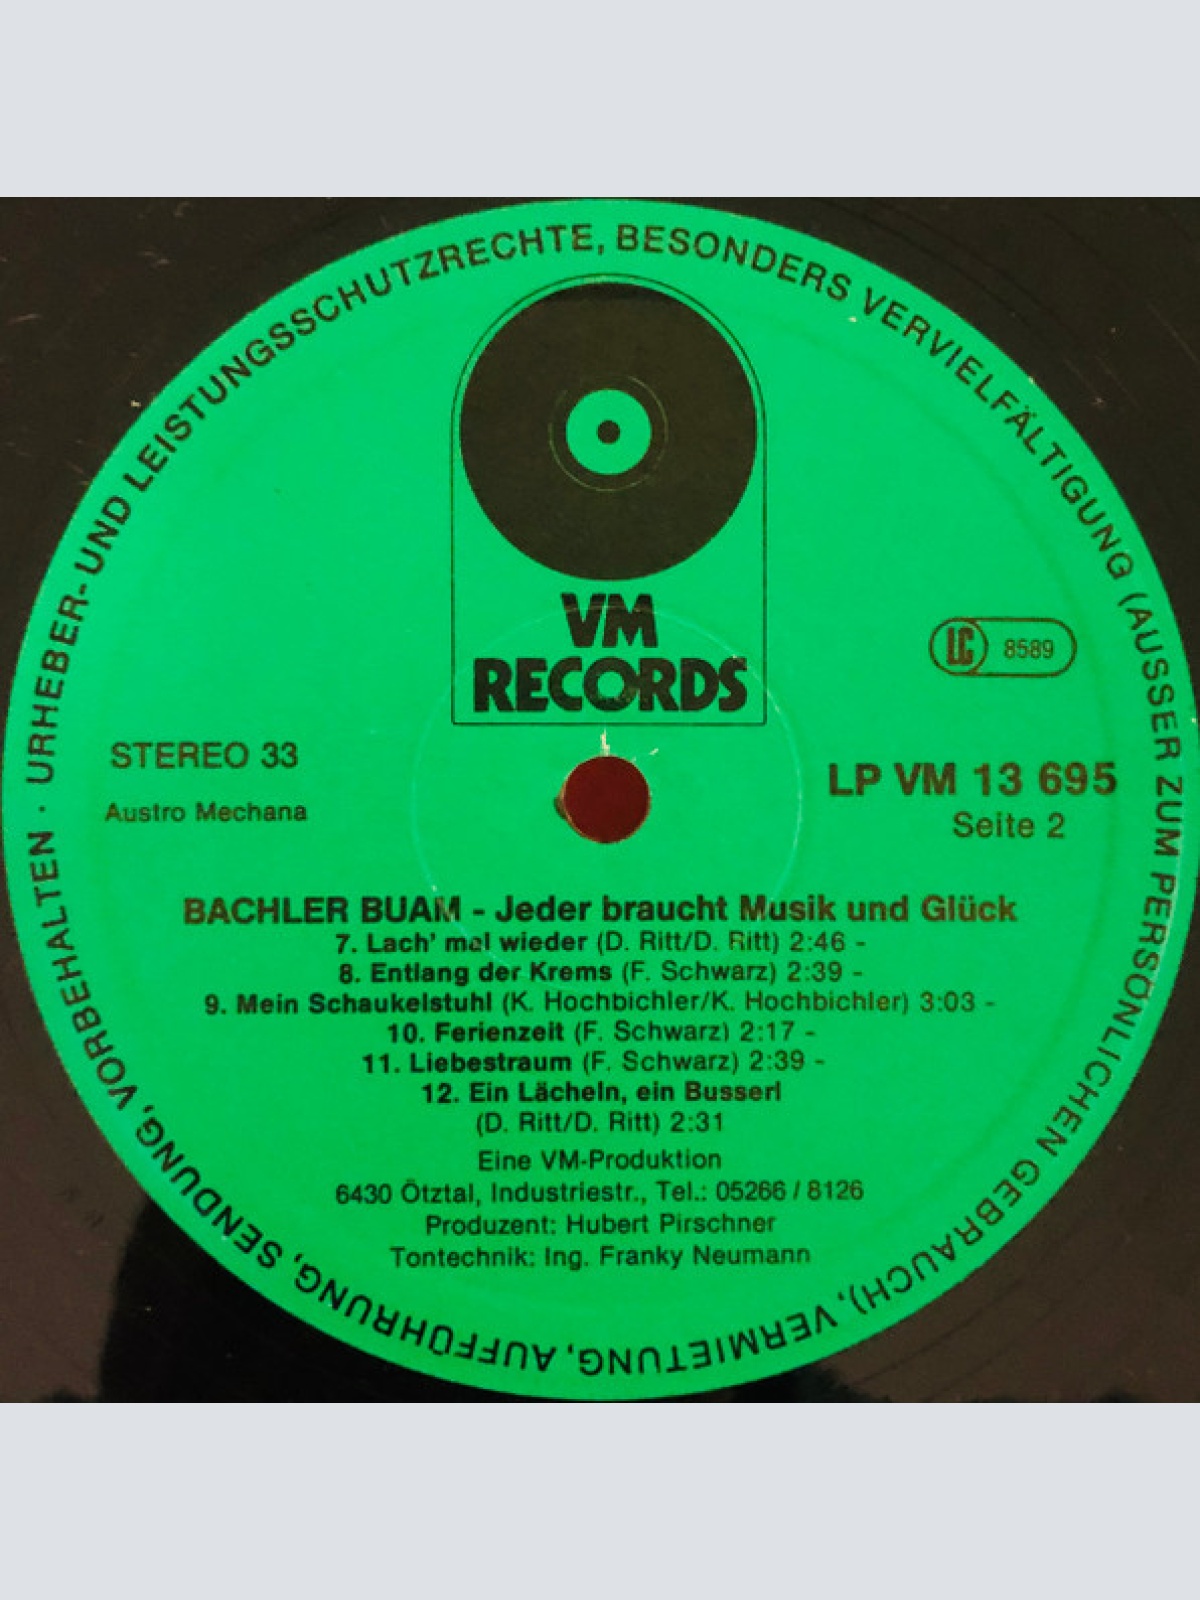 URHEBER- UND LEISTUNGSSCHUTZRECHTE, BESONDERS VERVIELFÄLTIGUNG (AUSSER ZUM PERSÖNLICHEN GEBRAUCH), VERMIETUNG, AUFFÜHRUNG, SENDUNG, VORBEHALTEN ·
VM
RECORDS
LC 8589
STEREO 33
Austro Mechana
LP VM 13 695
Seite 2
BACHLER BUAM - Jeder braucht Musik und Glück
7. Lach' mal wieder (D. Ritt/D. Ritt) 2:46 -
8. Entlang der Krems (F. Schwarz) 2:39 -
9. Mein Schaukelstuhl (K. Hochbichler/K. Hochbichler) 3:03 -
10. Ferienzeit (F. Schwarz) 2:17 -
11. Liebestraum (F. Schwarz) 2:39 -
12. Ein Lächeln, ein Busserl
(D. Ritt/D. Ritt) 2:31
Eine VM-Produktion
6430 Ötztal, Industriestr., Tel.: 05266 / 8126
Produzent: Hubert Pirschner
Tontechnik: Ing. Franky Neumann